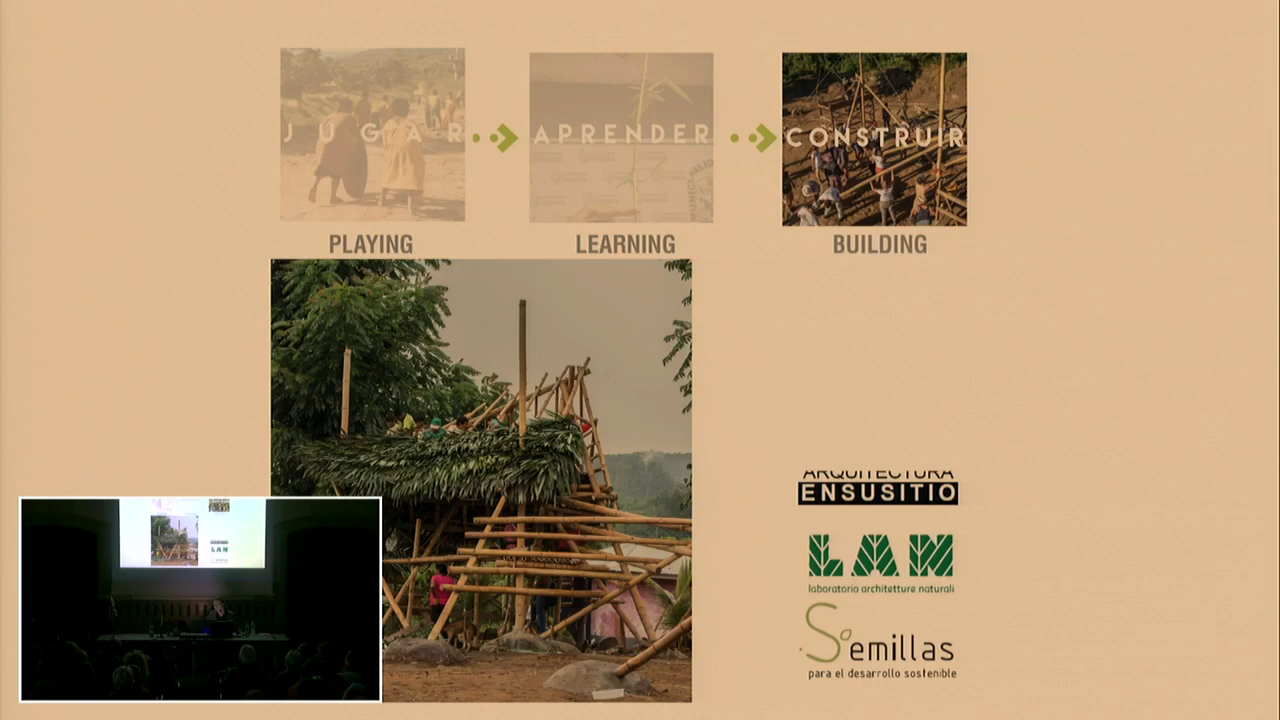 JUGAR
APRENDER
CONSTRUIR
PLAYING
LEARNING
BUILDING
ARQUITECTURA
ENSUSITIO
LAN
laboratorio architetture naturali
Semillas
para el desarrollo sostenible